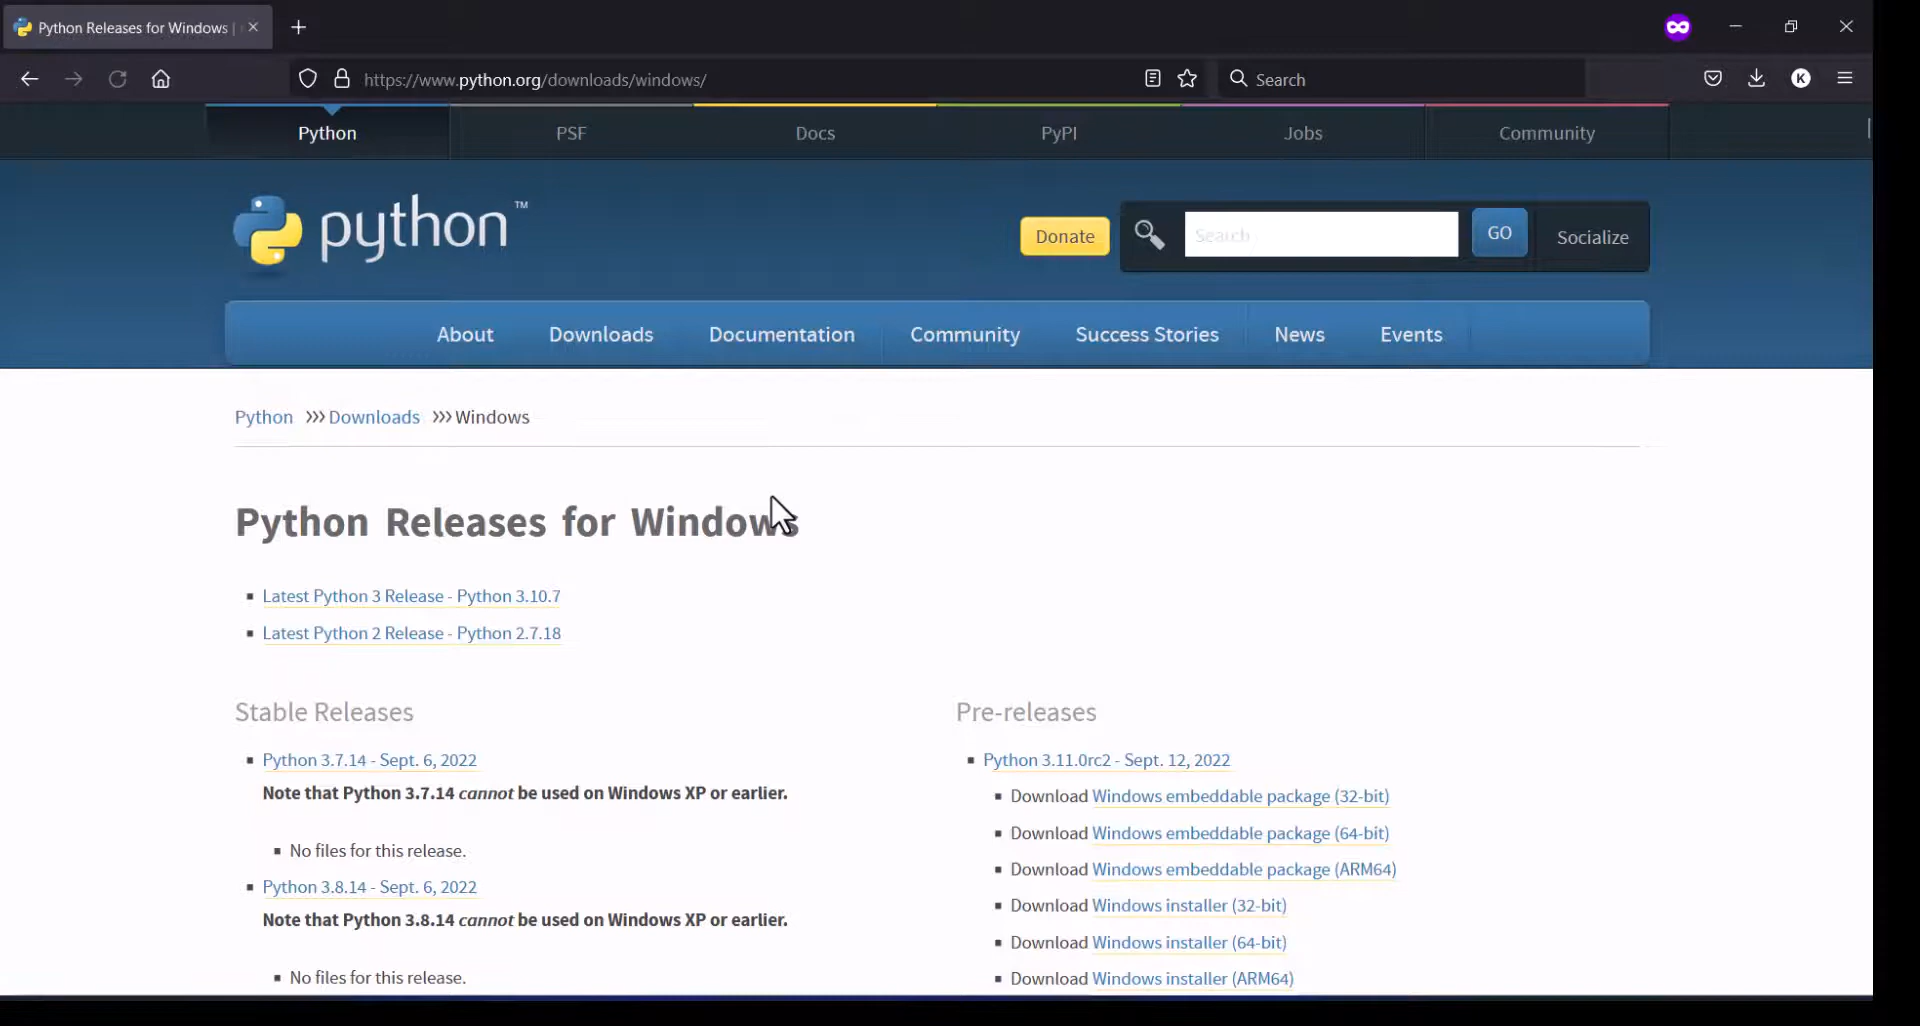 Python Releases for Windows |
https://www.python.org/downloads/windows/
Search
K
Python
PSF
Docs
PyPI
Jobs
Community
python™
Donate
Search
GO
Socialize
About
Downloads
Documentation
Community
Success Stories
News
Events
Python >>> Downloads >>> Windows
Python Releases for Windows
Latest Python 3 Release - Python 3.10.7
Latest Python 2 Release - Python 2.7.18
Stable Releases
Python 3.7.14 - Sept. 6, 2022
Note that Python 3.7.14 cannot be used on Windows XP or earlier.
No files for this release.
Python 3.8.14 - Sept. 6, 2022
Note that Python 3.8.14 cannot be used on Windows XP or earlier.
No files for this release.
Pre-releases
Python 3.11.0rc2 - Sept. 12, 2022
Download Windows embeddable package (32-bit)
Download Windows embeddable package (64-bit)
Download Windows embeddable package (ARM64)
Download Windows installer (32-bit)
Download Windows installer (64-bit)
Download Windows installer (ARM64)